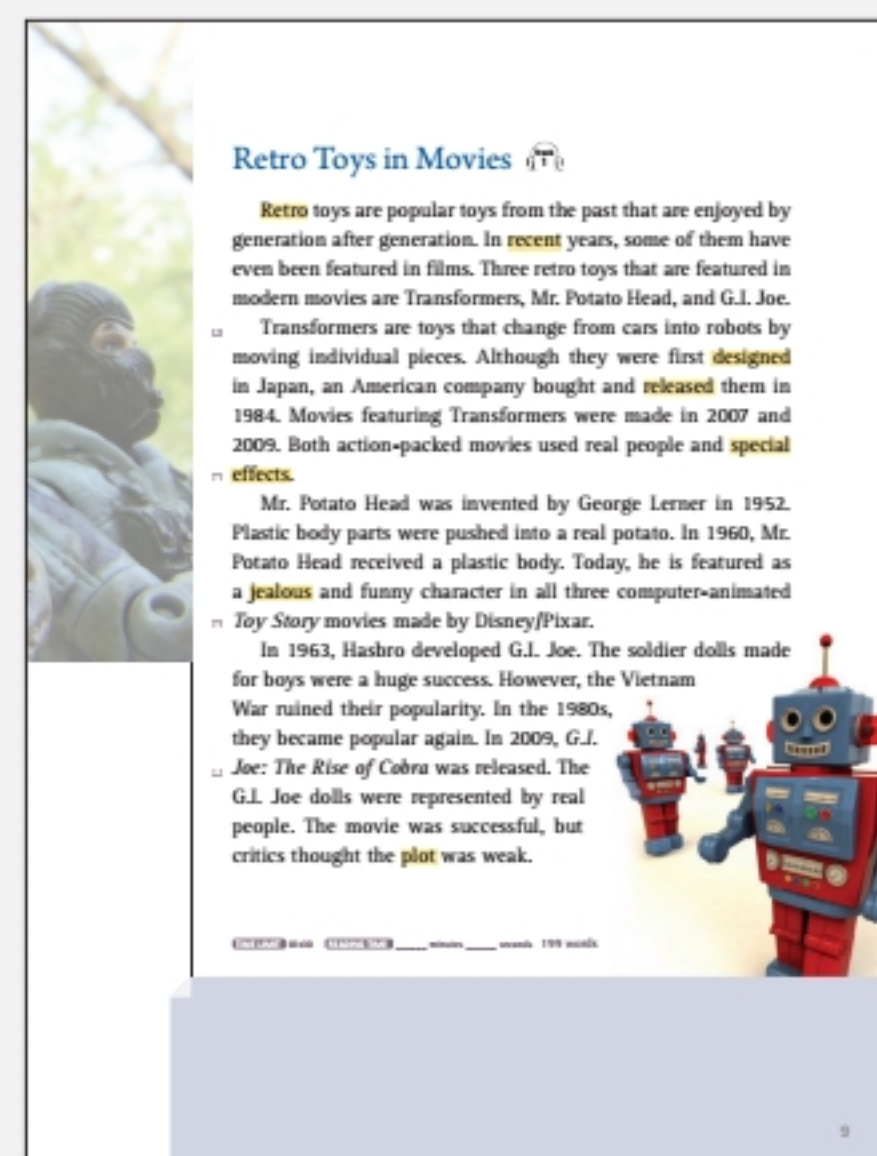 Retro Toys in Movies
Retro toys are popular toys from the past that are enjoyed by
generation after generation. In recent years, some of them have
even been featured in films. Three retro toys that are featured in
modern movies are Transformers, Mr. Potato Head, and G.I. Joe.
Transformers are toys that change from cars into robots by
moving individual pieces. Although they were first designed
in Japan, an American company bought and released them in
1984. Movies featuring Transformers were made in 2007 and
2009. Both action-packed movies used real people and special
effects.
Mr. Potato Head was invented by George Lerner in 1952.
Plastic body parts were pushed into a real potato. In 1960, Mr.
Potato Head received a plastic body. Today, he is featured as
a jealous and funny character in all three computer-animated
Toy Story movies made by Disney/Pixar.
In 1963, Hasbro developed G.I. Joe. The soldier dolls made
for boys were a huge success. However, the Vietnam
War ruined their popularity. In the 1980s,
they became popular again. In 2009, G.I.
Joe: The Rise of Cobra was released. The
G.I. Joe dolls were represented by real
people. The movie was successful, but
critics thought the plot was weak.
READING TIME _____ minutes _____ seconds 199 words
9